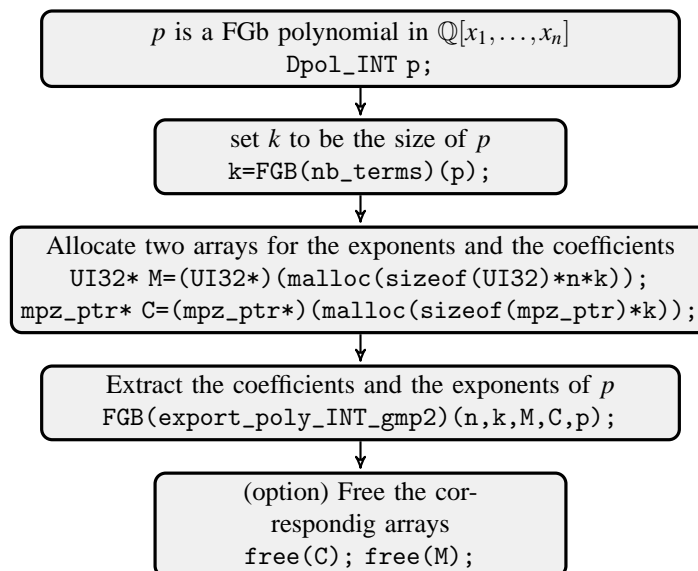 p is a FGb polynomial in ℚ[x₁,…,xₙ]
Dpol_INT p;
set k to be the size of p
k=FGB(nb_terms)(p);
Allocate two arrays for the exponents and the coefficients
UI32* M=(UI32*)(malloc(sizeof(UI32)*n*k));
mpz_ptr* C=(mpz_ptr*)(malloc(sizeof(mpz_ptr)*k));
Extract the coefficients and the exponents of p
FGB(export_poly_INT_gmp2)(n,k,M,C,p);
(option) Free the cor-
respondig arrays
free(C); free(M);